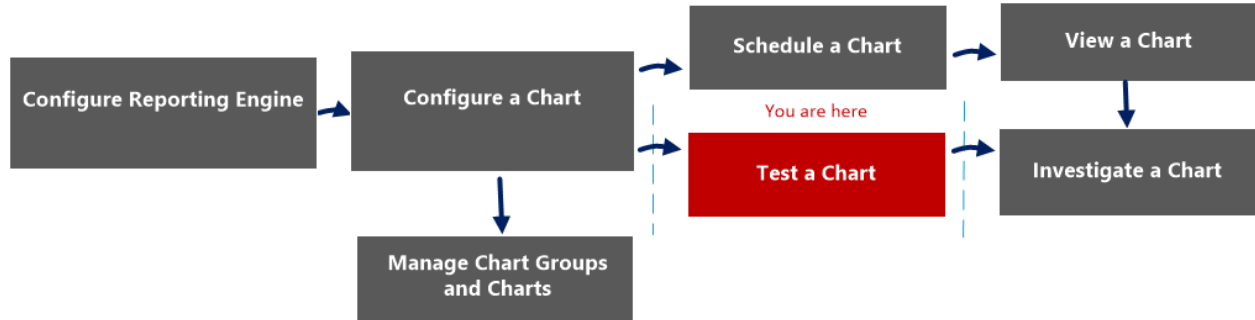 Configure Reporting Engine
Configure a Chart
Manage Chart Groups
and Charts
Schedule a Chart
You are here
Test a Chart
View a Chart
Investigate a Chart